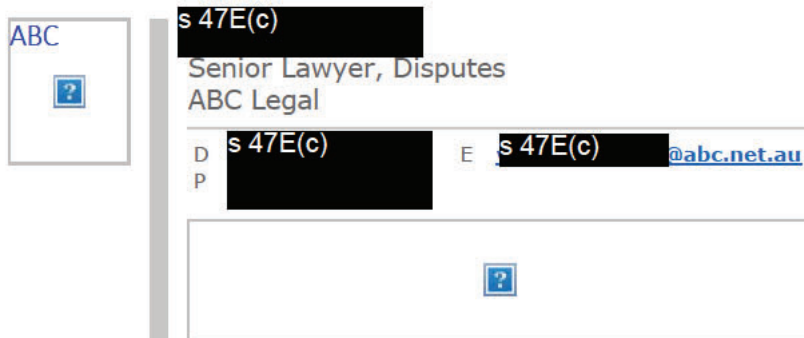 ABC
s 47E(c)
Senior Lawyer, Disputes
ABC Legal
D s 47E(c) E s 47E(c) @abc.net.au
P